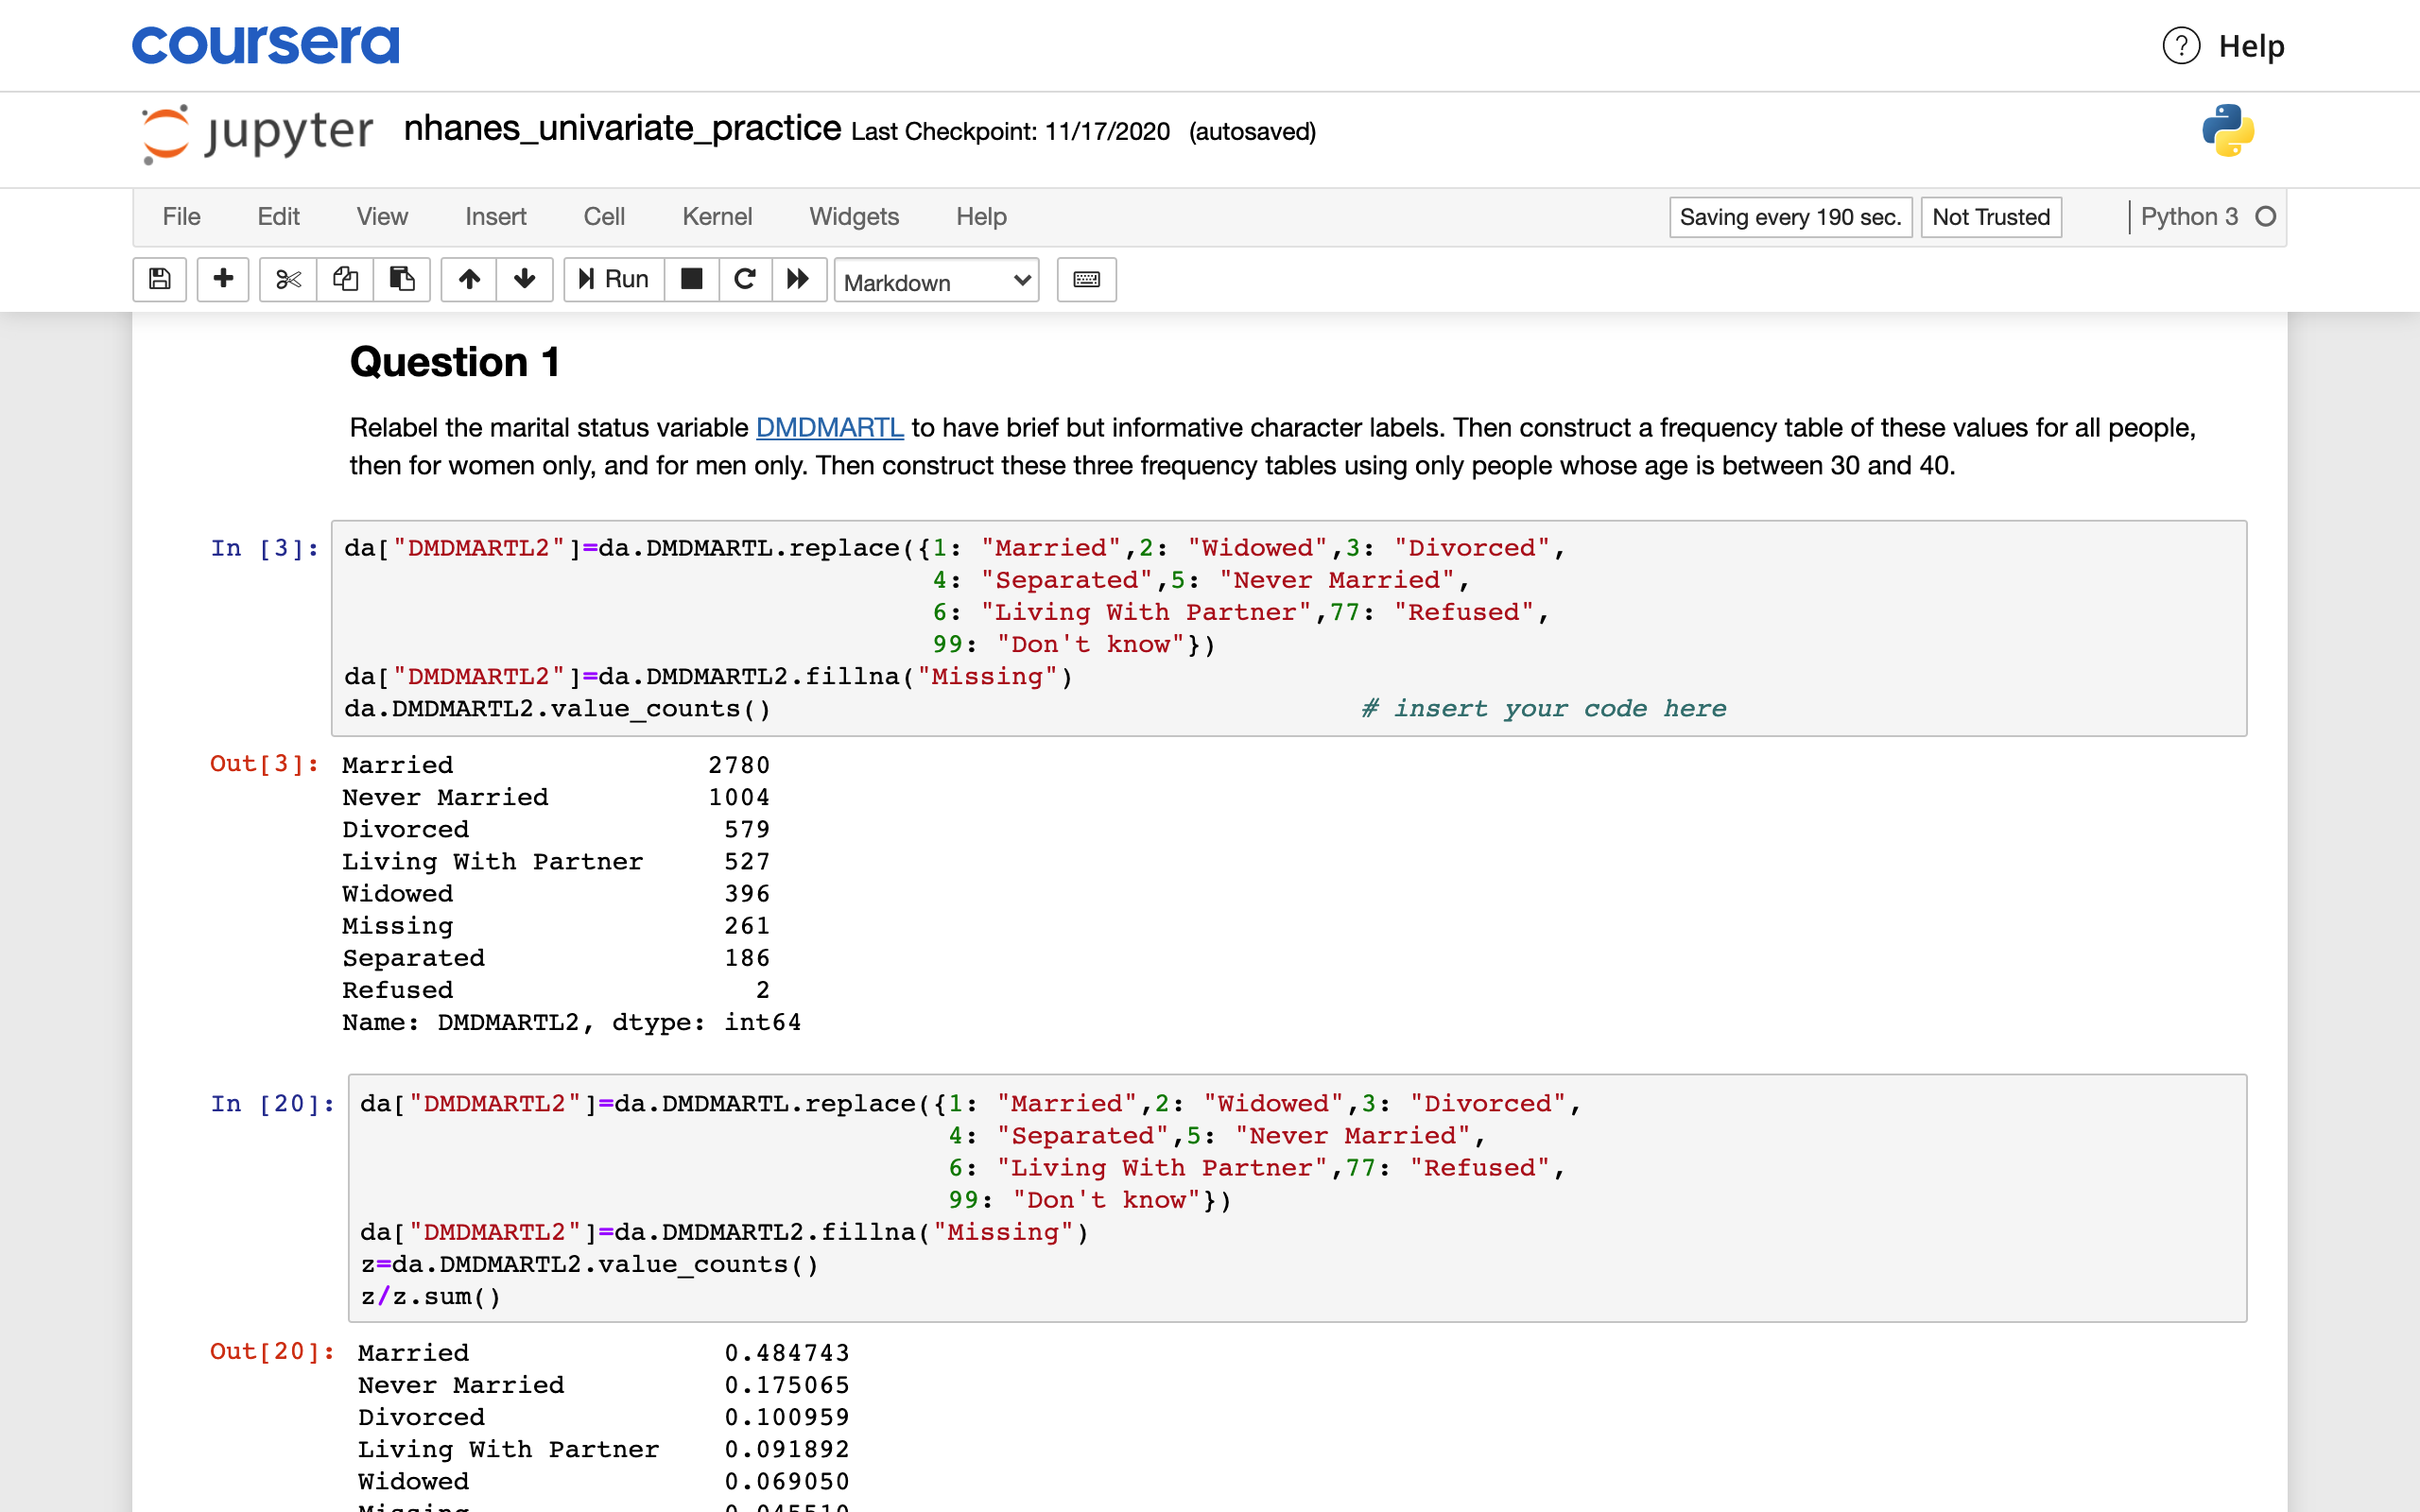 coursera
? Help
jupyter nhanes_univariate_practice Last Checkpoint: 11/17/2020 (autosaved)
File Edit View Insert Cell Kernel Widgets Help Saving every 190 sec. Not Trusted Python 3
Run Markdown
Question 1
Relabel the marital status variable DMDMARTL to have brief but informative character labels. Then construct a frequency table of these values for all people,
then for women only, and for men only. Then construct these three frequency tables using only people whose age is between 30 and 40.
In [3]: da["DMDMARTL2"]=da.DMDMARTL.replace({1: "Married",2: "Widowed",3: "Divorced",
4: "Separated",5: "Never Married",
6: "Living With Partner",77: "Refused",
99: "Don't know"})
da["DMDMARTL2"]=da.DMDMARTL2.fillna("Missing")
da.DMDMARTL2.value_counts() # insert your code here
Out[3]: Married 2780
Never Married 1004
Divorced 579
Living With Partner 527
Widowed 396
Missing 261
Separated 186
Refused 2
Name: DMDMARTL2, dtype: int64
In [20]: da["DMDMARTL2"]=da.DMDMARTL.replace({1: "Married",2: "Widowed",3: "Divorced",
4: "Separated",5: "Never Married",
6: "Living With Partner",77: "Refused",
99: "Don't know"})
da["DMDMARTL2"]=da.DMDMARTL2.fillna("Missing")
z=da.DMDMARTL2.value_counts()
z/z.sum()
Out[20]: Married 0.484743
Never Married 0.175065
Divorced 0.100959
Living With Partner 0.091892
Widowed 0.069050
Missing 0.045510